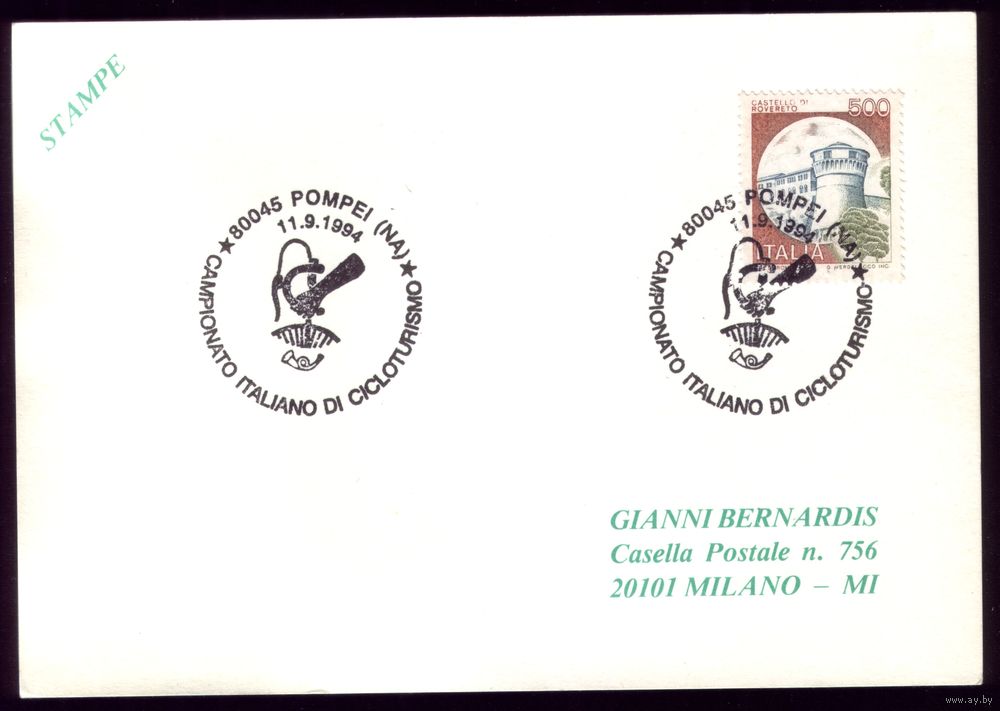 STAMPE
CASTELLO DI
ROVERETO
500
ITALIA
80045 POMPEI (NA)
11.9.1994
CAMPIONATO ITALIANO DI CICLOTURISMO
80045 POMPEI (NA)
11.9.1994
CAMPIONATO ITALIANO DI CICLOTURISMO
GIANNI BERNARDIS
Casella Postale n. 756
20101 MILANO – MI
www.ay.by